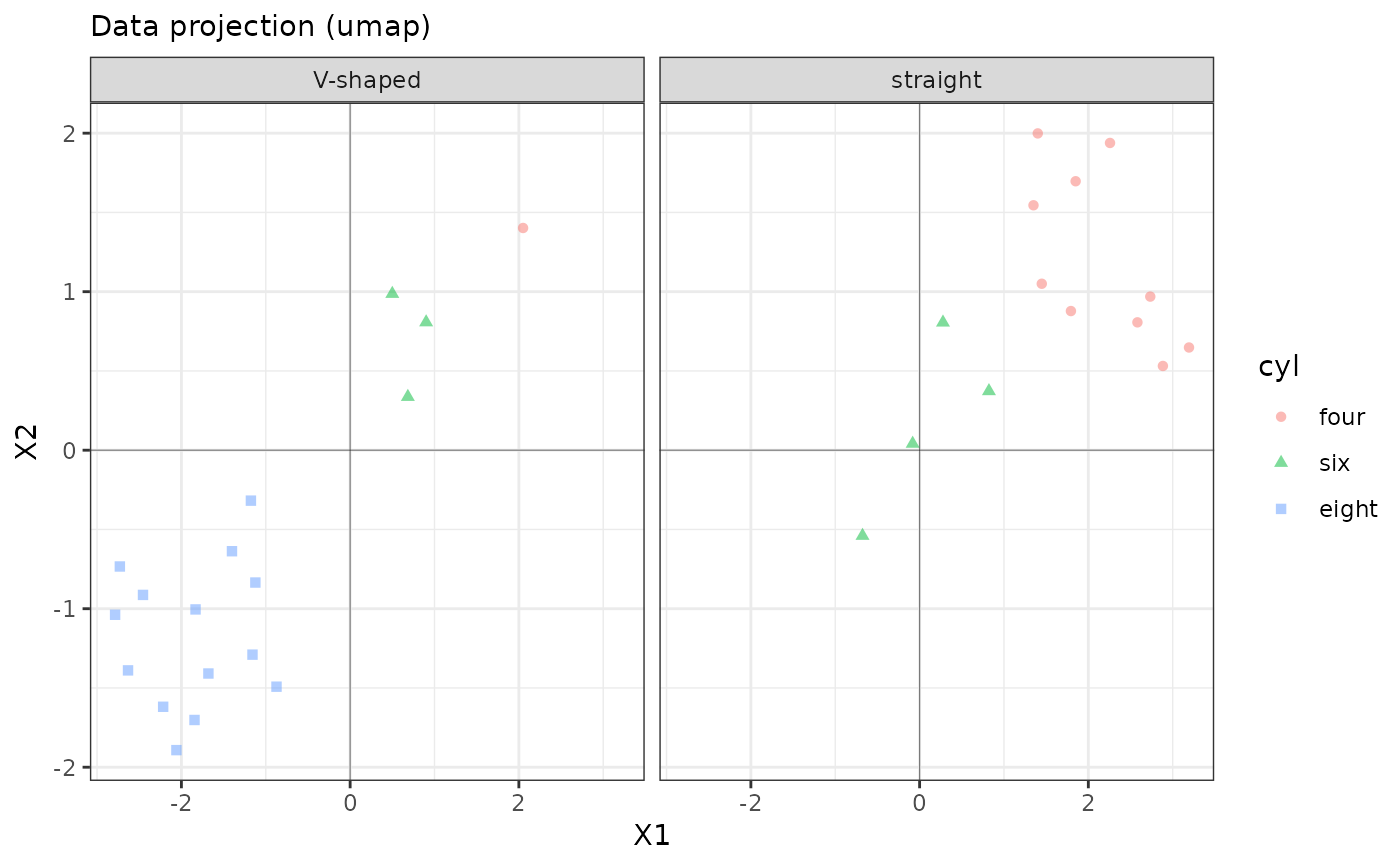 Data projection (umap)
V-shaped straight
2
1
0
-1
-2
X2
-2 0 2 -2 0 2
X1
cyl
four
six
eight